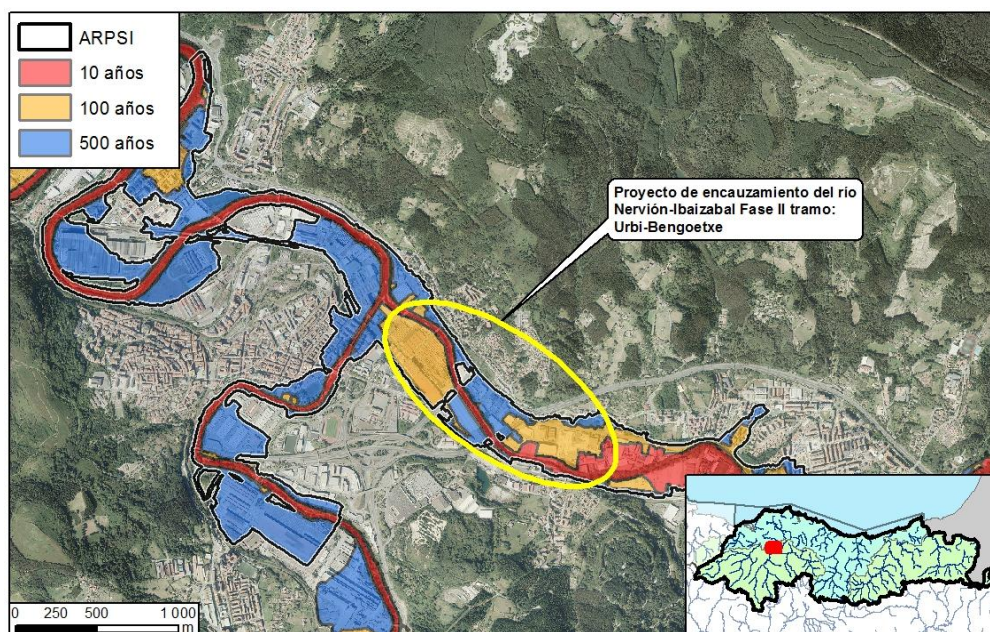 ARPSI
10 años
100 años
500 años
Proyecto de encauzamiento del río
Nervión-Ibaizabal Fase II tramo:
Urbi-Bengoetxe
0 250 500 1 000
m